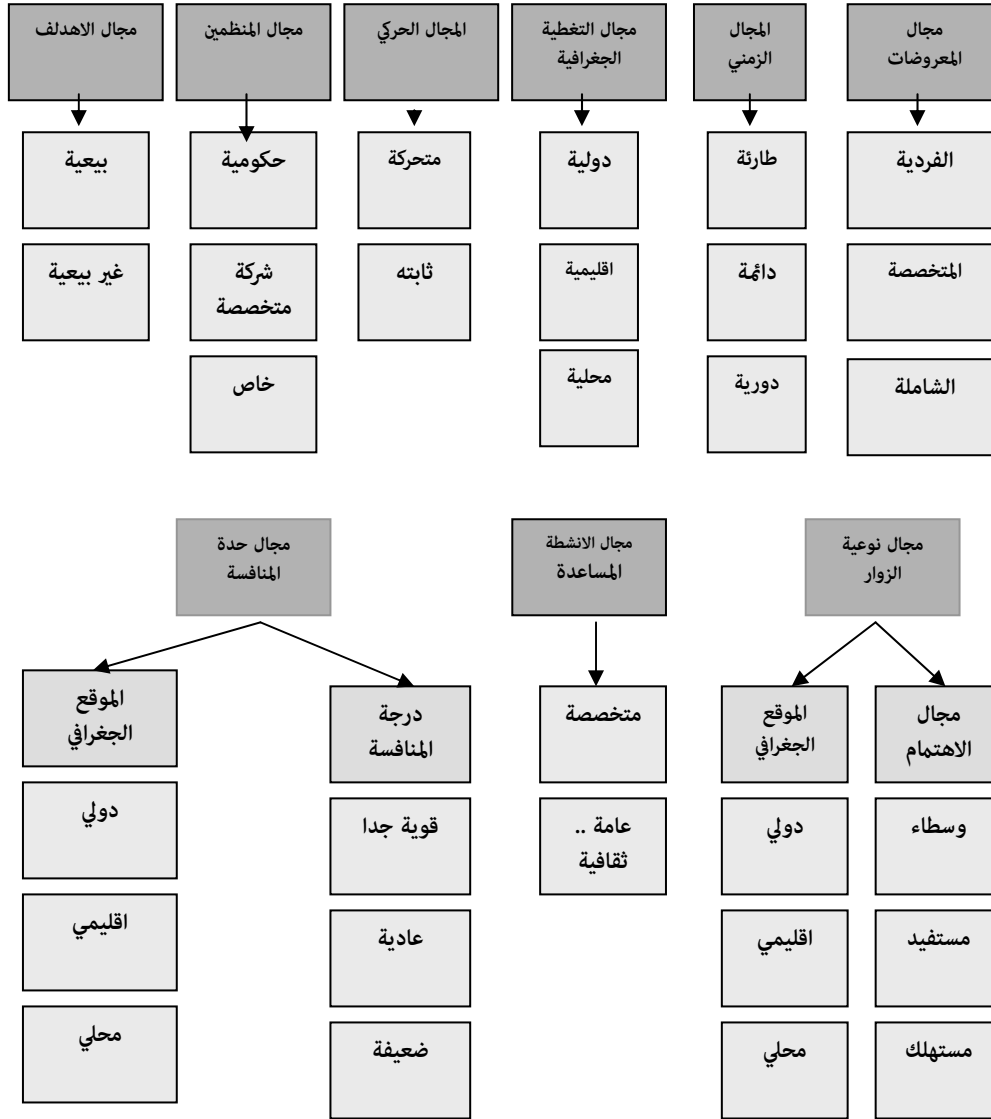 مجال
المعروضات
المجال
الزمني
مجال التغطية
الجغرافية
المجال الحركي
مجال المنظمين
مجال الاهدلف
الفردية
طارئة
دولية
متحركة
حكومية
بيعية
المتخصصة
دائمة
اقليمية
ثابته
شركة
متخصصة
غير بيعية
الشاملة
دورية
محلية
خاص
مجال نوعية
الزوار
مجال الانشطة
المساعدة
مجال حدة
المنافسة
مجال
الاهتمام
الموقع
الجغرافي
متخصصة
درجة
المنافسة
الموقع
الجغرافي
وسطاء
دولي
عامة ..
ثقافية
قوية جدا
دولي
مستفيد
اقليمي
عادية
اقليمي
مستهلك
محلي
ضعيفة
محلي